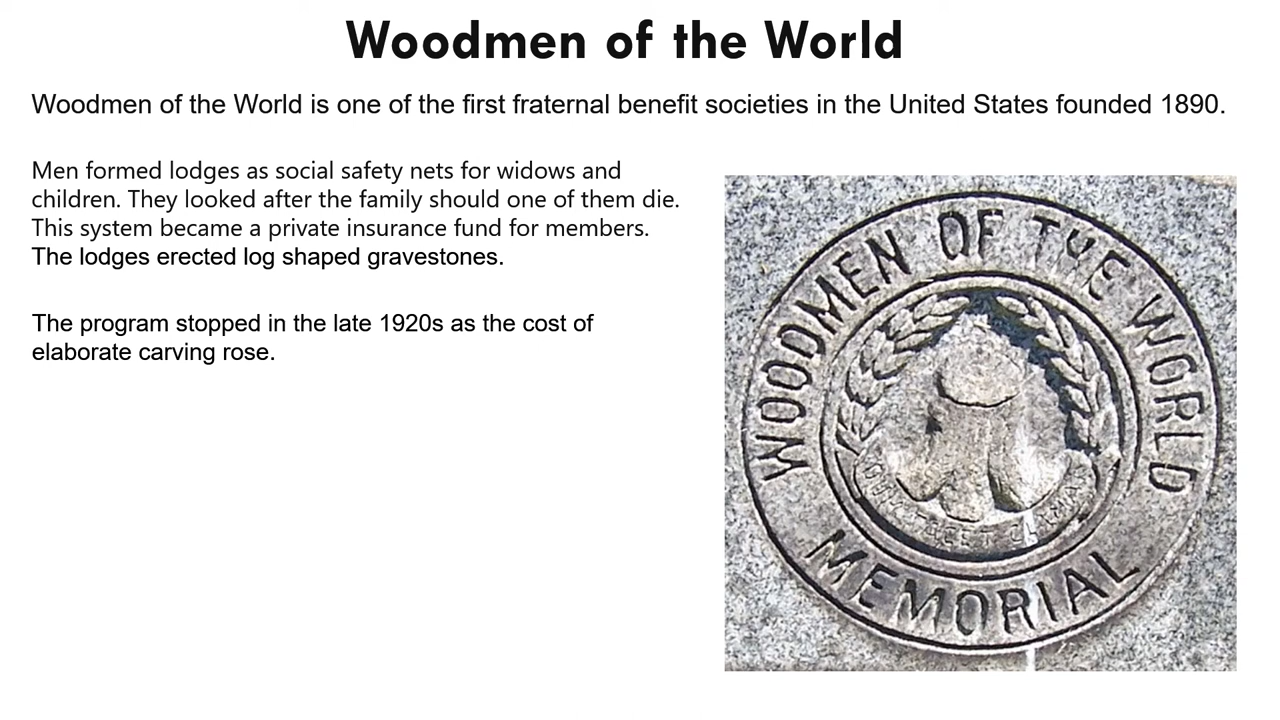 Woodmen of the World
Woodmen of the World is one of the first fraternal benefit societies in the United States founded 1890.
Men formed lodges as social safety nets for widows and
children. They looked after the family should one of them die.
This system became a private insurance fund for members.
The lodges erected log shaped gravestones.
The program stopped in the late 1920s as the cost of
elaborate carving rose.
WOODMEN OF THE WORLD
MEMORIAL
TACET CLAMAT